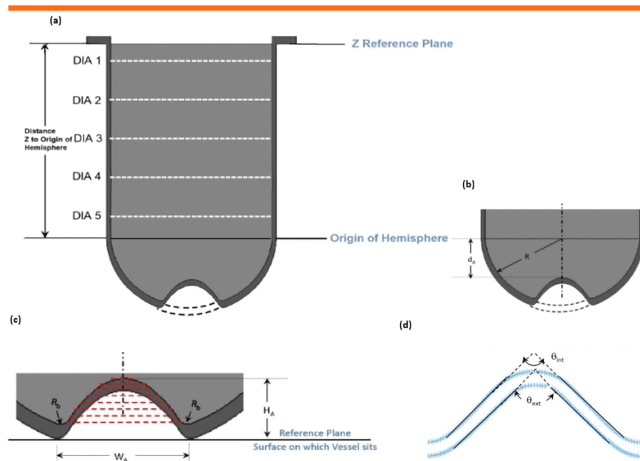 (a)
Z Reference Plane
DIA 1
DIA 2
Distance
Z to Origin of
Hemisphere
DIA 3
DIA 4
DIA 5
Origin of Hemisphere
(b)
R
dA
(c)
Rb
Rb
HA
Reference Plane
Surface on which Vessel sits
WA
(d)
θint
θext